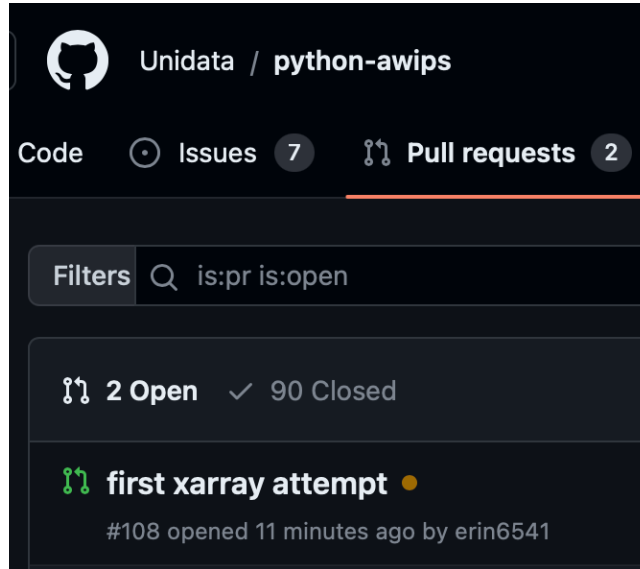 Unidata / python-awips
Code Issues 7 Pull requests 2
Filters is:pr is:open
2 Open 90 Closed
first xarray attempt
#108 opened 11 minutes ago by erin6541